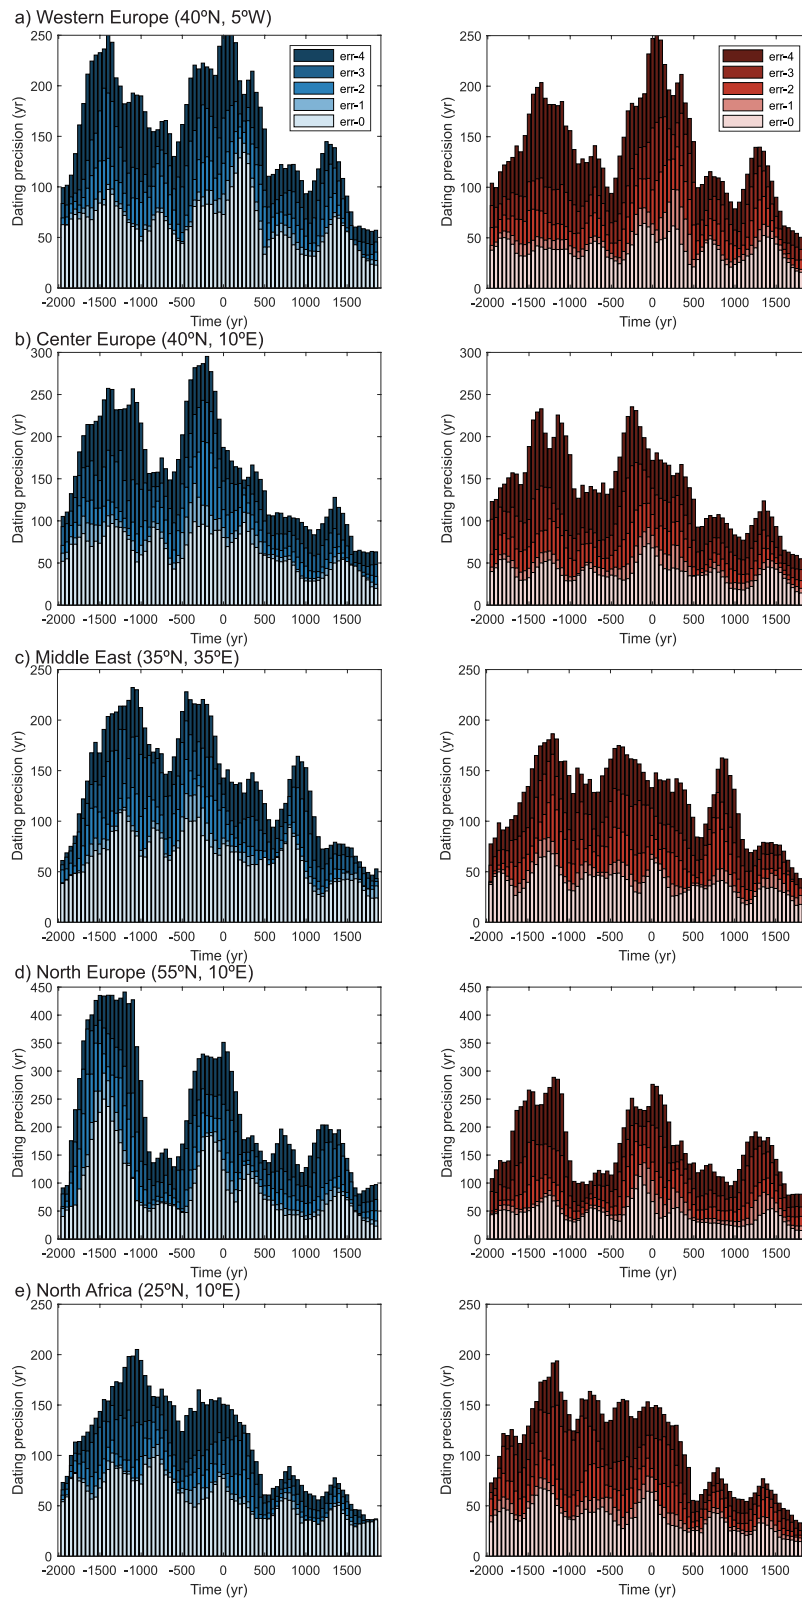 a) Western Europe (40ºN, 5ºW)
250
200
150
100
50
0
Dating precision (yr)
err-4
err-3
err-2
err-1
err-0
-2000 -1500 -1000 -500 0 500 1000 1500
Time (yr)
250
200
150
100
50
0
Dating precision (yr)
err-4
err-3
err-2
err-1
err-0
-2000 -1500 -1000 -500 0 500 1000 1500
Time (yr)
b) Center Europe (40ºN, 10ºE)
300
250
200
150
100
50
0
Dating precision (yr)
-2000 -1500 -1000 -500 0 500 1000 1500
Time (yr)
300
250
200
150
100
50
0
Dating precision (yr)
-2000 -1500 -1000 -500 0 500 1000 1500
Time (yr)
c) Middle East (35ºN, 35ºE)
250
200
150
100
50
0
Dating precision (yr)
-2000 -1500 -1000 -500 0 500 1000 1500
Time (yr)
250
200
150
100
50
0
Dating precision (yr)
-2000 -1500 -1000 -500 0 500 1000 1500
Time (yr)
d) North Europe (55ºN, 10ºE)
450
400
350
300
250
200
150
100
50
0
Dating precision (yr)
-2000 -1500 -1000 -500 0 500 1000 1500
Time (yr)
450
400
350
300
250
200
150
100
50
0
Dating precision (yr)
-2000 -1500 -1000 -500 0 500 1000 1500
Time (yr)
e) North Africa (25ºN, 10ºE)
250
200
150
100
50
0
Dating precision (yr)
-2000 -1500 -1000 -500 0 500 1000 1500
Time (yr)
250
200
150
100
50
0
Dating precision (yr)
-2000 -1500 -1000 -500 0 500 1000 1500
Time (yr)